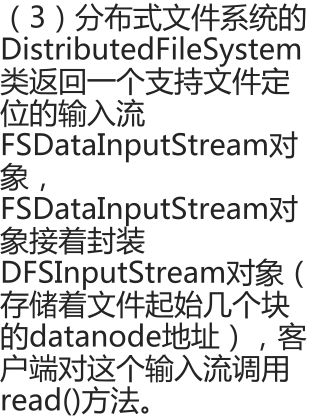 （3）分布式文件系统的
DistributedFileSystem
类返回一个支持文件定
位的输入流
FSDataInputStream对
象，
FSDataInputStream对
象接着封装
DFSInputStream对象（
存储着文件起始几个块
的datanode地址），客
户端对这个输入流调用
read()方法。